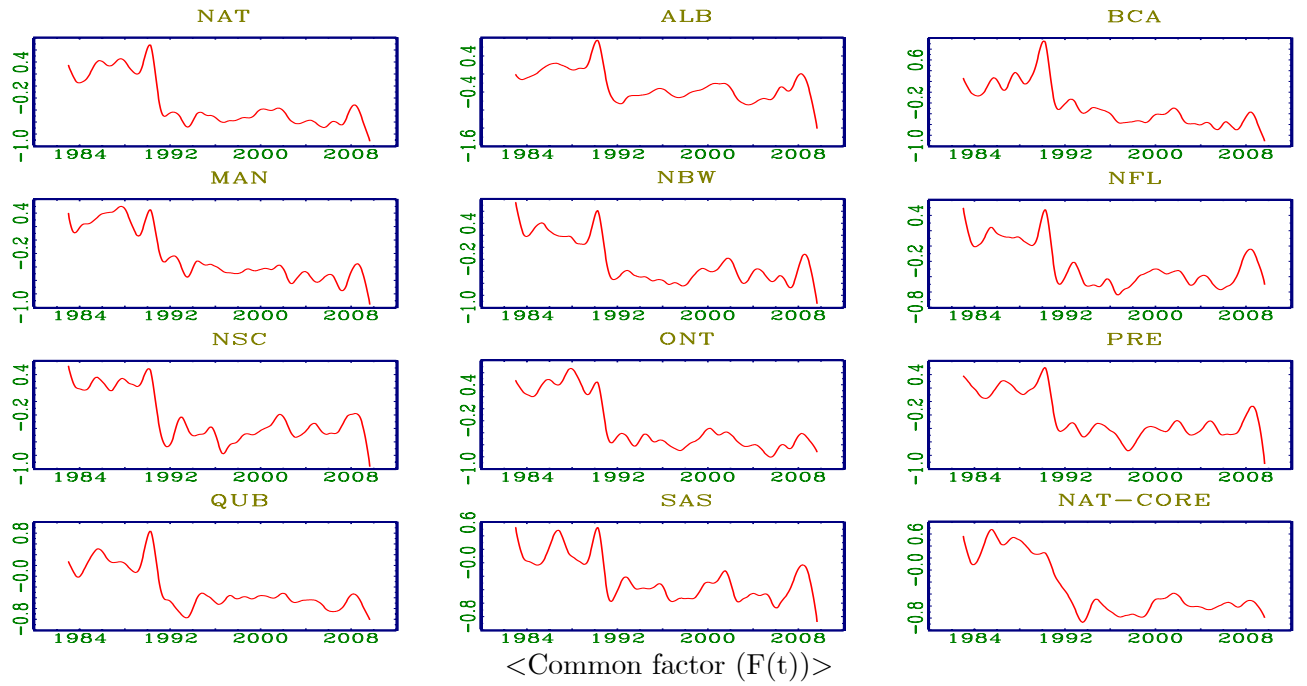 NAT ALB BCA
0.4 0.4 0.6
−0.2 −0.4 −0.2
−1.0 −1.6 −1.0
1984 1992 2000 2008 1984 1992 2000 2008 1984 1992 2000 2008
MAN NBW NFL
0.4 0.4 0.4
−0.2 −0.2 −0.2
−1.0 −1.0 −0.8
1984 1992 2000 2008 1984 1992 2000 2008 1984 1992 2000 2008
NSC ONT PRE
0.4 0.4 0.4
−0.2 −0.2 −0.2
−1.0 −1.0 −1.0
1984 1992 2000 2008 1984 1992 2000 2008 1984 1992 2000 2008
QUB SAS NAT−CORE
0.8 0.6 0.6
−0.0 −0.0 −0.0
−0.8 −0.8 −0.8
1984 1992 2000 2008 1984 1992 2000 2008 1984 1992 2000 2008
<Common factor (F(t))>